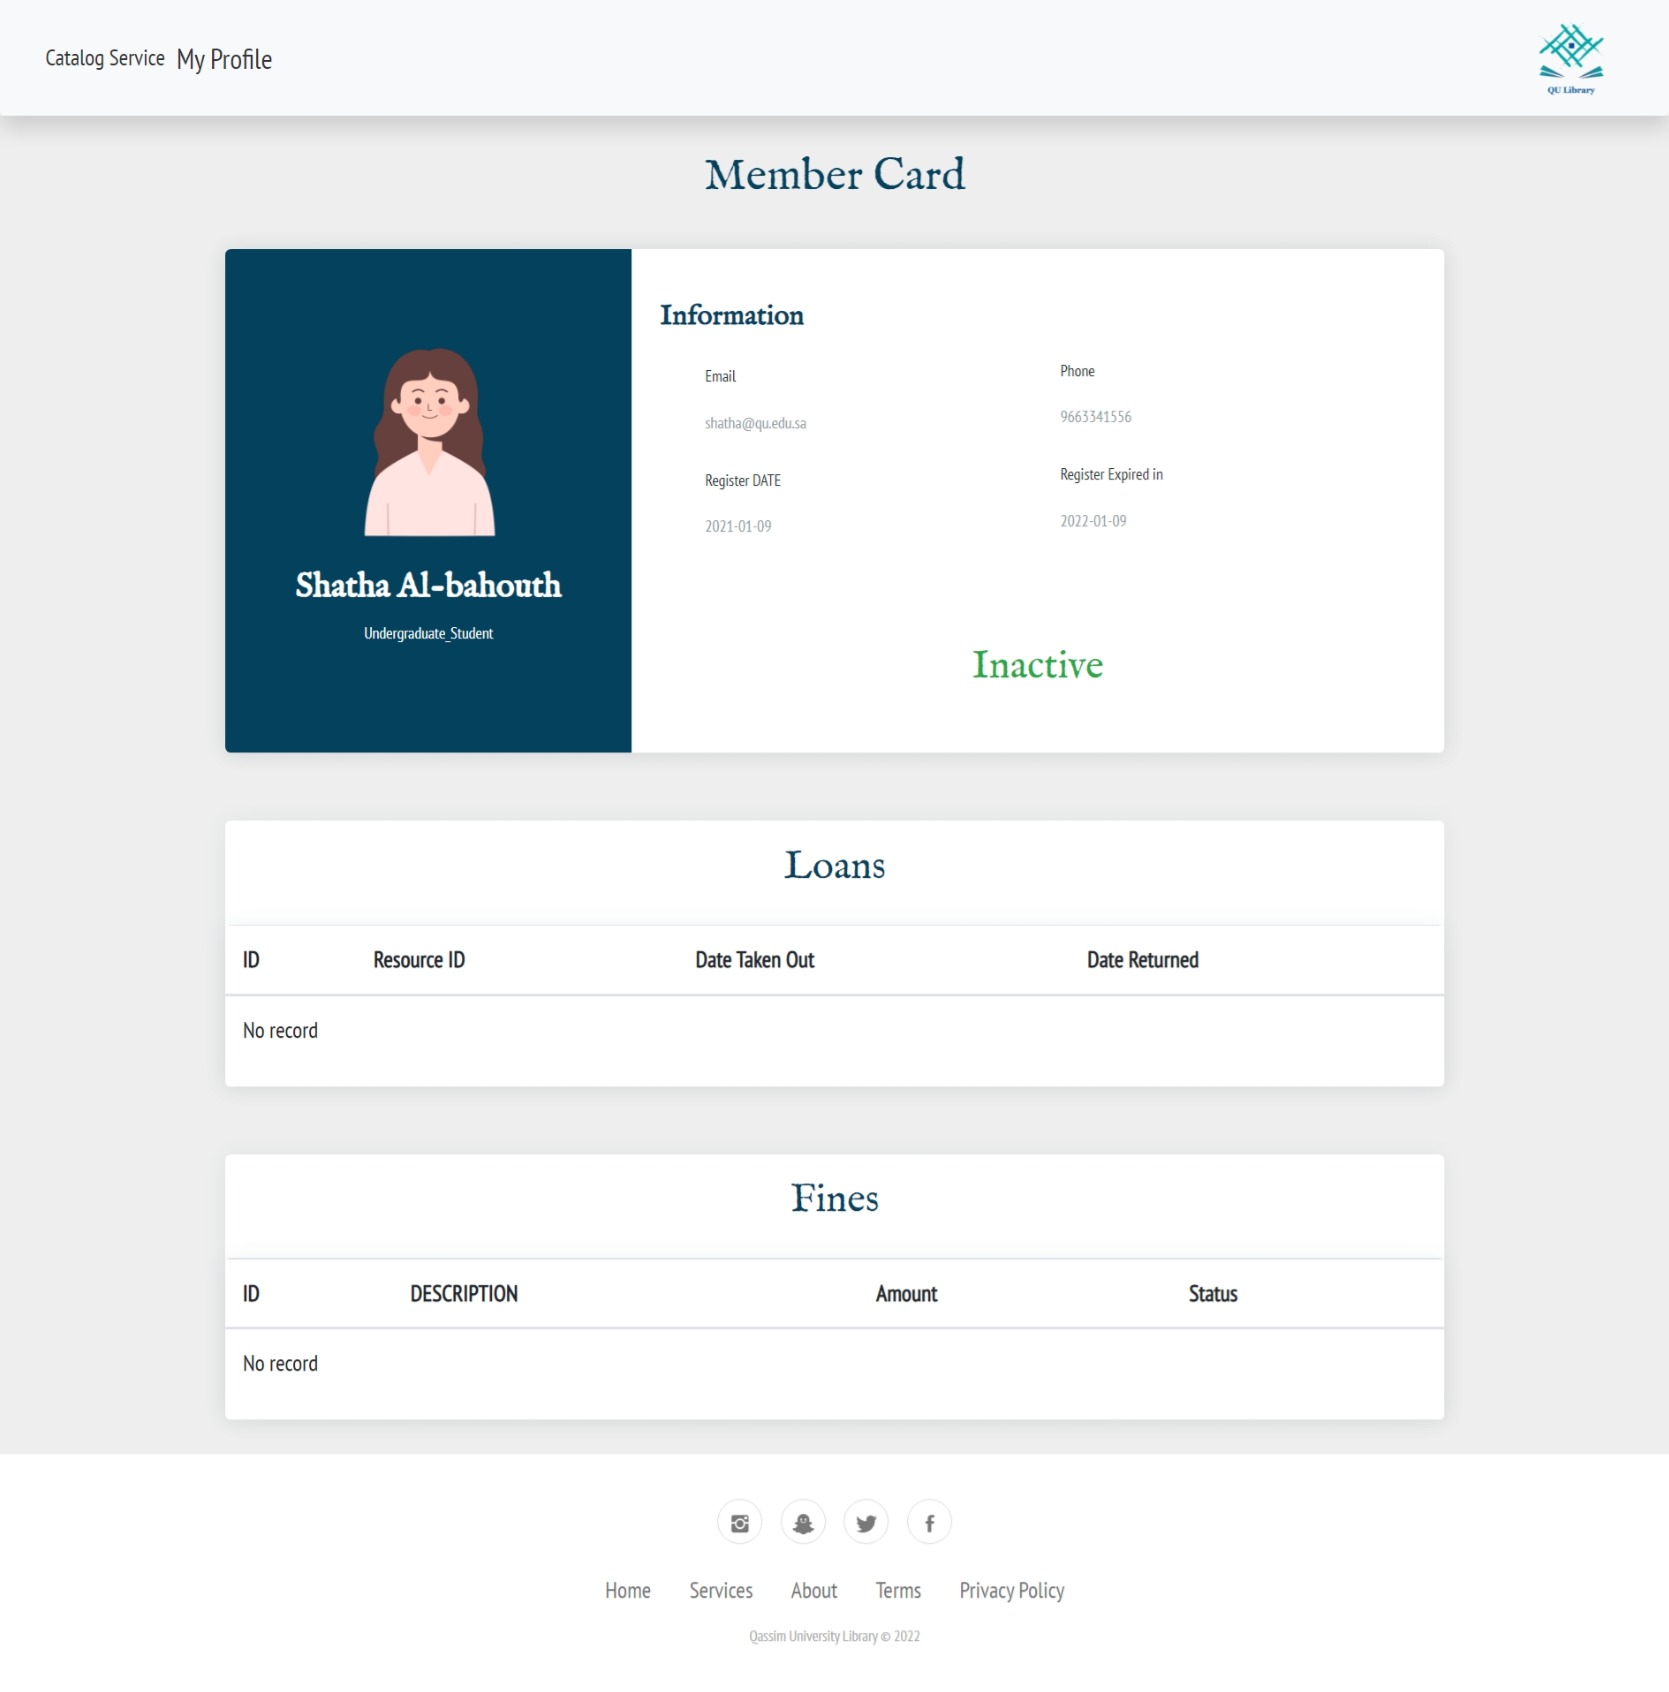 Catalog Service My Profile
QU Library
Member Card
Information
Email
Phone
shatha@qu.edu.sa
9663341556
Register DATE
Register Expired in
2021-01-09
2022-01-09
Shatha Al-bahouth
Undergraduate_Student
Inactive
Loans
ID Resource ID Date Taken Out Date Returned
No record
Fines
ID DESCRIPTION Amount Status
No record
Home Services About Terms Privacy Policy
Qassim University Library © 2022